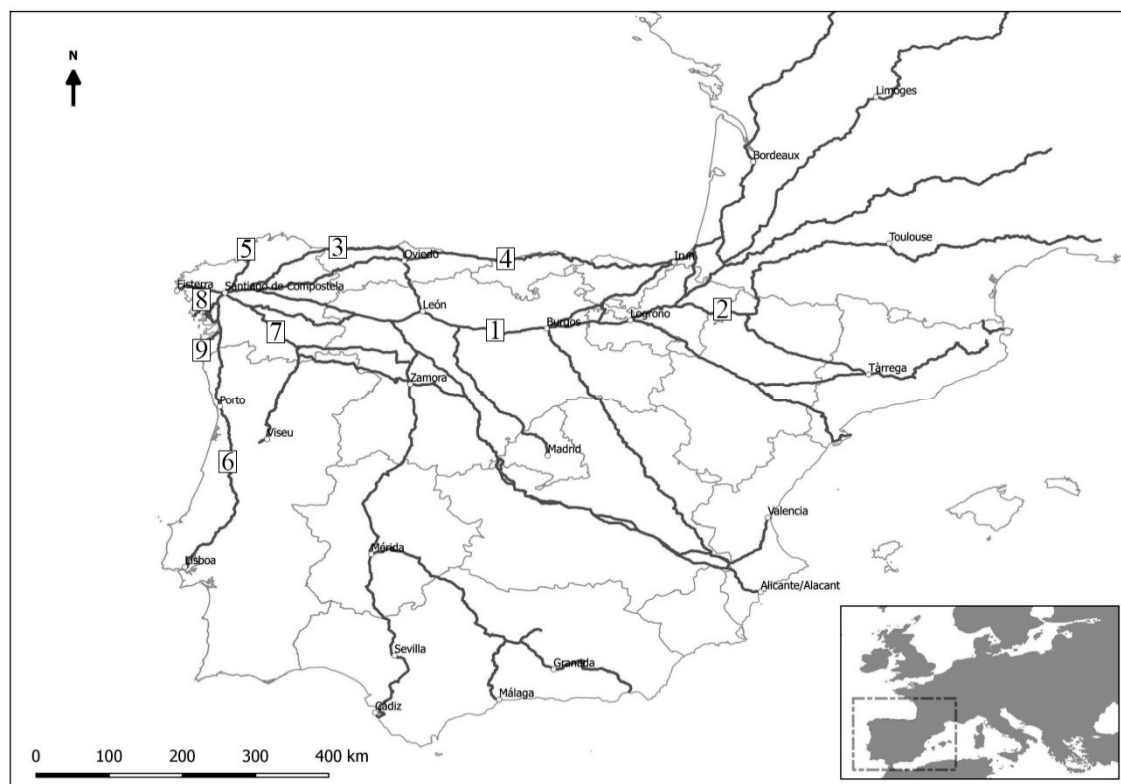 N
Limoges
Bordeaux
5
3
Oviedo
4
Irun
Toulouse
Fisterra
Santiago de Compostela
8
León
2
Logroño
1
Burgos
7
9
Tàrrega
Zamora
Porto
Viseu
Madrid
6
Valencia
Mérida
Lisboa
Alicante/Alacant
Sevilla
Granada
Málaga
Cádiz
0 100 200 300 400 km